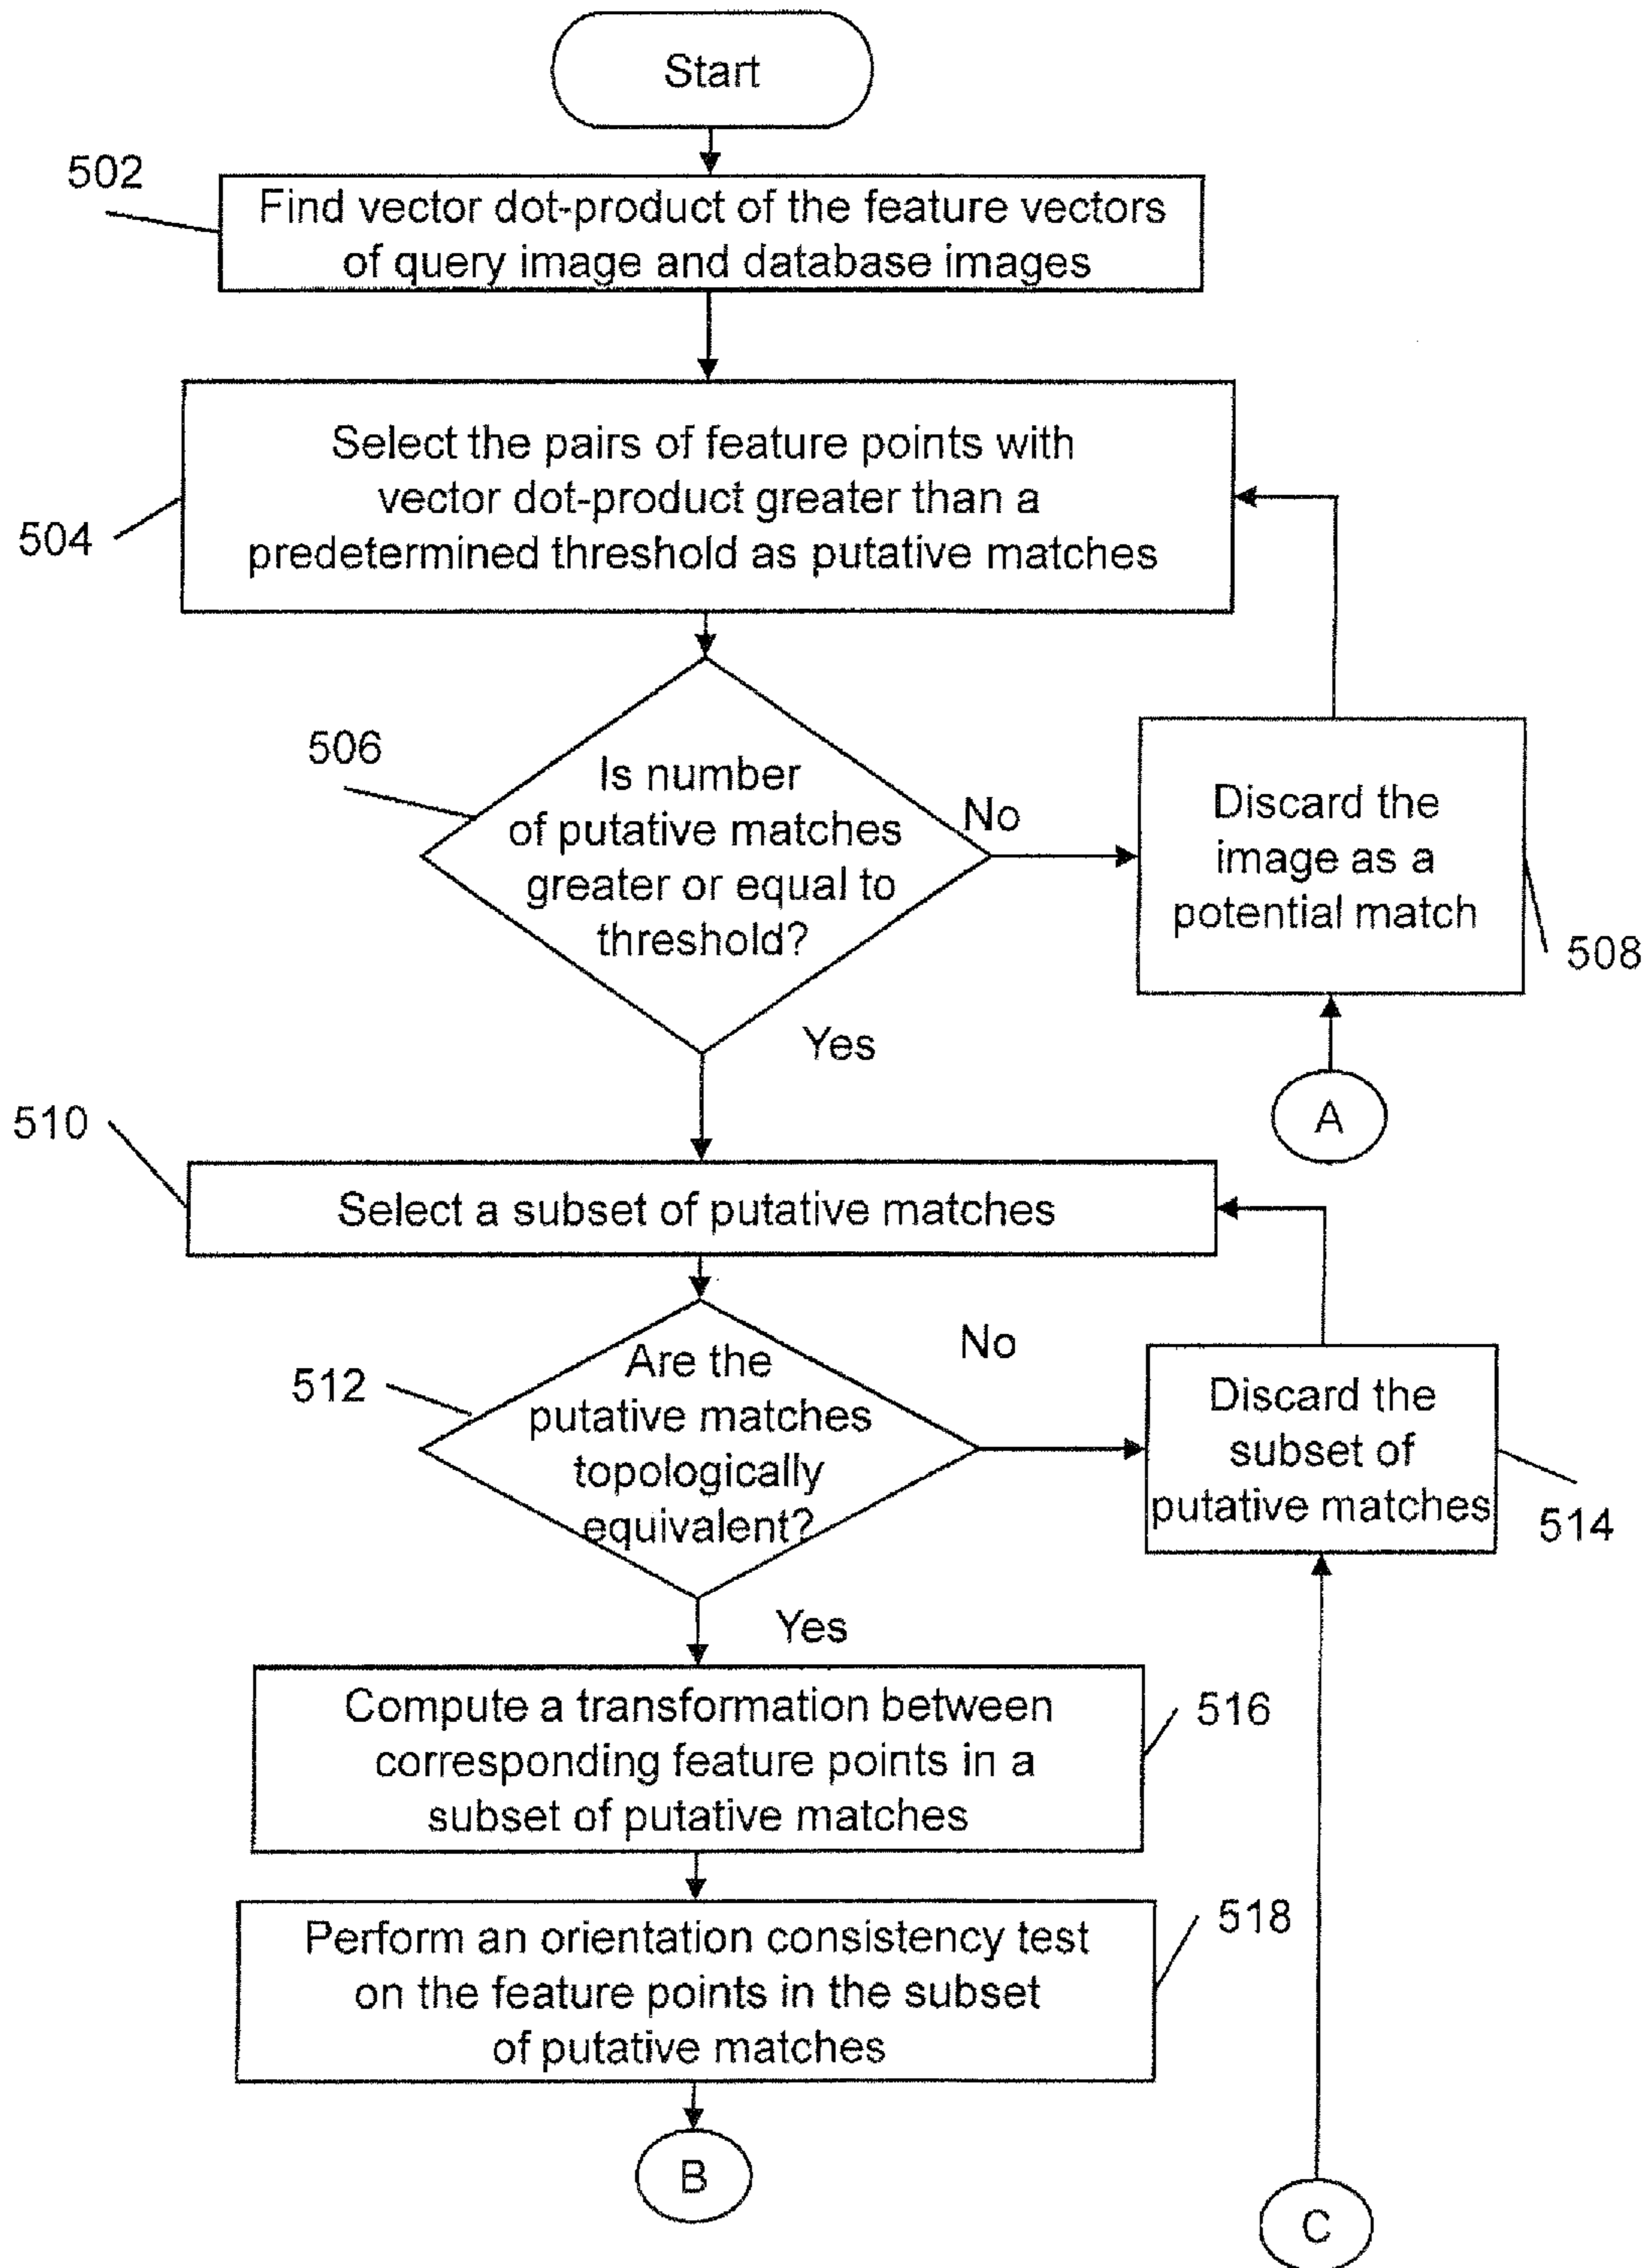 Start
502
Find vector dot-product of the feature vectors
of query image and database images
504
Select the pairs of feature points with
vector dot-product greater than a
predetermined threshold as putative matches
506
Is number
of putative matches
greater or equal to
threshold?
No
Discard the
image as a
potential match
508
Yes
A
510
Select a subset of putative matches
512
Are the
putative matches
topologically
equivalent?
No
Discard the
subset of
putative matches
514
Yes
Compute a transformation between
corresponding feature points in a
subset of putative matches
516
Perform an orientation consistency test
on the feature points in the subset
of putative matches
518
B
C